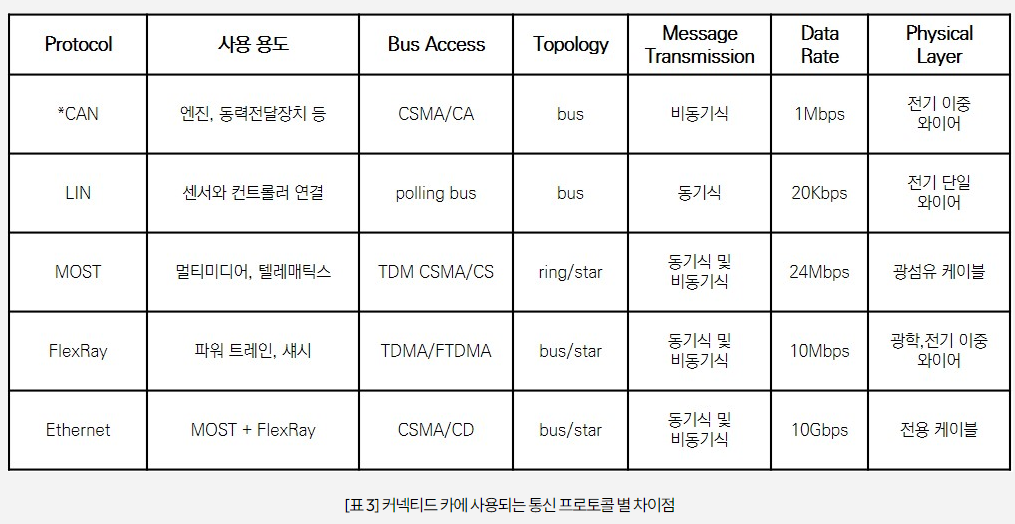 Protocol
사용 용도
Bus Access
Topology
Message
Transmission
Data
Rate
Physical
Layer
*CAN
엔진, 동력전달장치 등
CSMA/CA
bus
비동기식
1Mbps
전기 이중
와이어
LIN
센서와 컨트롤러 연결
polling bus
bus
동기식
20Kbps
전기 단일
와이어
MOST
멀티미디어, 텔레매틱스
TDM CSMA/CS
ring/star
동기식 및
비동기식
24Mbps
광섬유 케이블
FlexRay
파워 트레인, 섀시
TDMA/FTDMA
bus/star
동기식 및
비동기식
10Mbps
광학,전기 이중
와이어
Ethernet
MOST + FlexRay
CSMA/CD
bus/star
동기식 및
비동기식
10Gbps
전용 케이블
[표 3] 커넥티드 카에 사용되는 통신 프로토콜 별 차이점